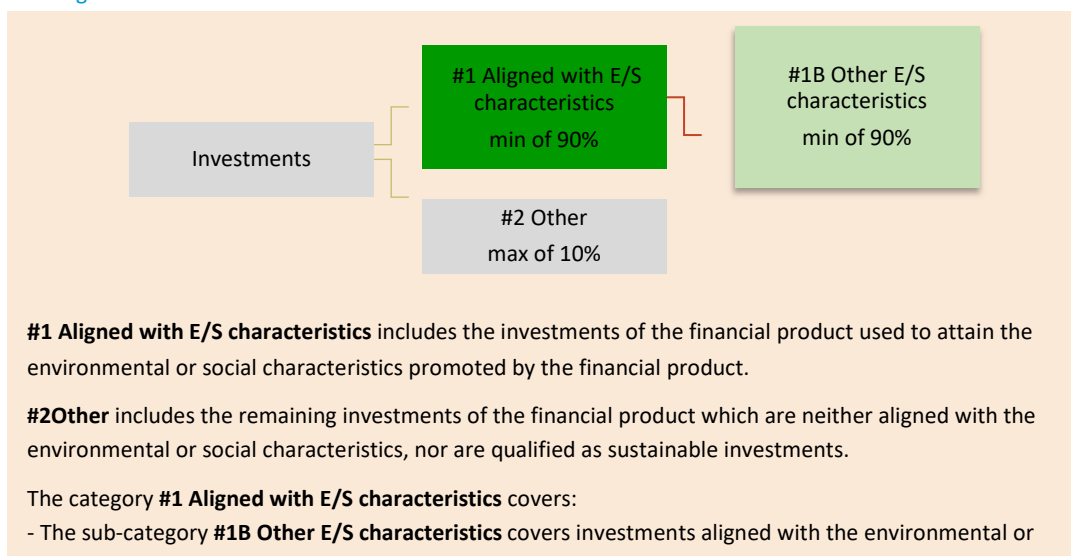 #1 Aligned with E/S
characteristics
min of 90%
#1B Other E/S
characteristics
min of 90%
Investments
#2 Other
max of 10%
#1 Aligned with E/S characteristics includes the investments of the financial product used to attain the
environmental or social characteristics promoted by the financial product.
#2Other includes the remaining investments of the financial product which are neither aligned with the
environmental or social characteristics, nor are qualified as sustainable investments.
The category #1 Aligned with E/S characteristics covers:
- The sub-category #1B Other E/S characteristics covers investments aligned with the environmental or